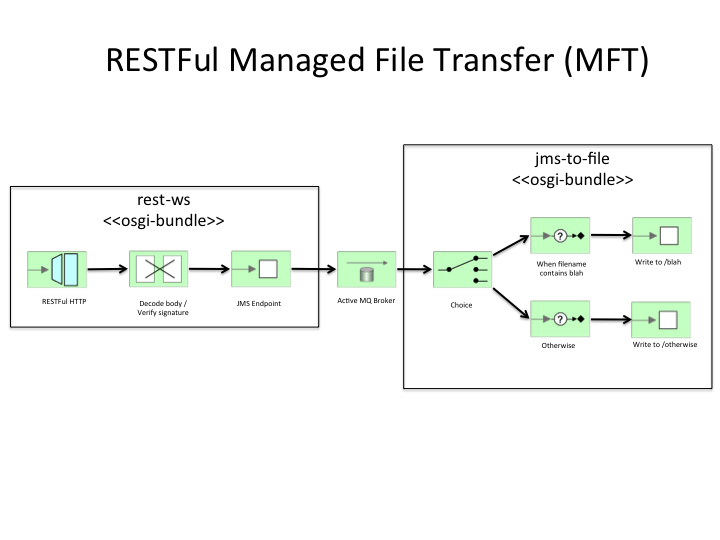 RESTFul Managed File Transfer (MFT)
jms-to-file
<<osgi-bundle>>
rest-ws
<<osgi-bundle>>
RESTFul HTTP
Decode body /
Verify signature
JMS Endpoint
Active MQ Broker
Choice
?
When filename
contains blah
Write to /blah
?
Otherwise
Write to /otherwise